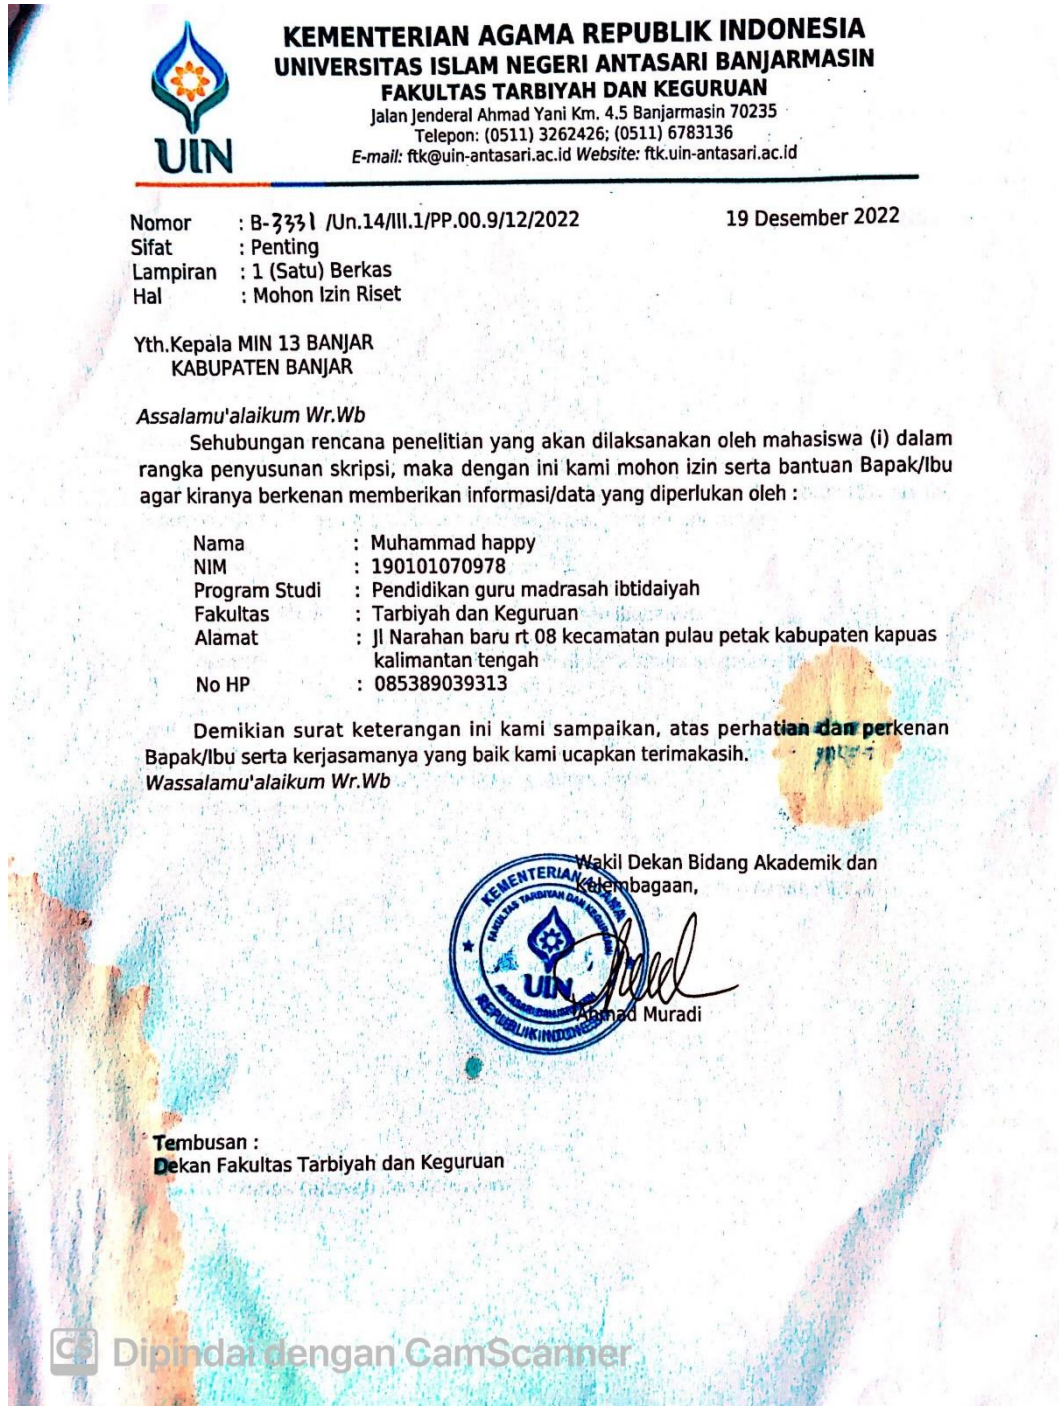 KEMENTERIAN AGAMA REPUBLIK INDONESIA
UNIVERSITAS ISLAM NEGERI ANTASARI BANJARMASIN
FAKULTAS TARBIYAH DAN KEGURUAN
Jalan Jenderal Ahmad Yani Km. 4.5 Banjarmasin 70235
Telepon: (0511) 3262426; (0511) 6783136
E-mail: ftk@uin-antasari.ac.id Website: ftk.uin-antasari.ac.id
UIN
Nomor : B-3331 /Un.14/III.1/PP.00.9/12/2022 19 Desember 2022
Sifat : Penting
Lampiran : 1 (Satu) Berkas
Hal : Mohon Izin Riset
Yth.Kepala MIN 13 BANJAR
KABUPATEN BANJAR
Assalamu'alaikum Wr.Wb
Sehubungan rencana penelitian yang akan dilaksanakan oleh mahasiswa (i) dalam
rangka penyusunan skripsi, maka dengan ini kami mohon izin serta bantuan Bapak/Ibu
agar kiranya berkenan memberikan informasi/data yang diperlukan oleh :
Nama : Muhammad happy
NIM : 190101070978
Program Studi : Pendidikan guru madrasah ibtidaiyah
Fakultas : Tarbiyah dan Keguruan
Alamat : Jl Narahan baru rt 08 kecamatan pulau petak kabupaten kapuas
kalimantan tengah
No HP : 085389039313
Demikian surat keterangan ini kami sampaikan, atas perhatian dan perkenan
Bapak/Ibu serta kerjasamanya yang baik kami ucapkan terimakasih.
Wassalamu'alaikum Wr.Wb
Wakil Dekan Bidang Akademik dan
Kelembagaan,
KEMENTERIAN AGAMA
FAKULTAS TARBIYAH DAN KEGURUAN
UIN
REPUBLIK INDONESIA
Ahmad Muradi
Tembusan :
Dekan Fakultas Tarbiyah dan Keguruan
CS Dipindai dengan CamScanner